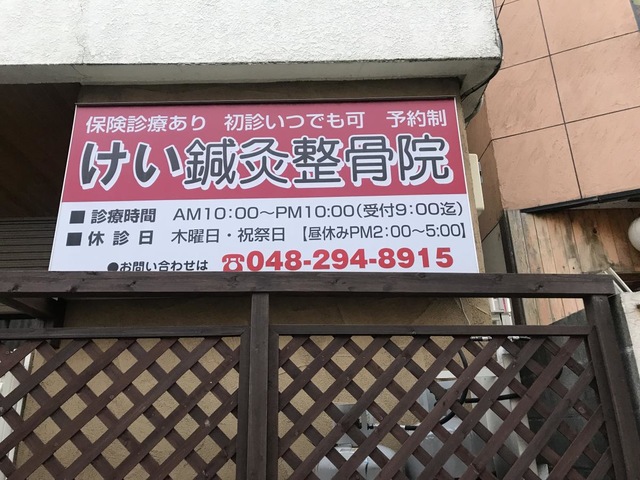 保険診療あり 初診いつでも可 予約制
けい鍼灸整骨院
■ 診療時間 AM10:00〜PM10:00(受付9:00迄)
■ 休診日 木曜日・祝祭日 【昼休みPM2:00〜5:00】
●お問い合わせは ☎048-294-8915